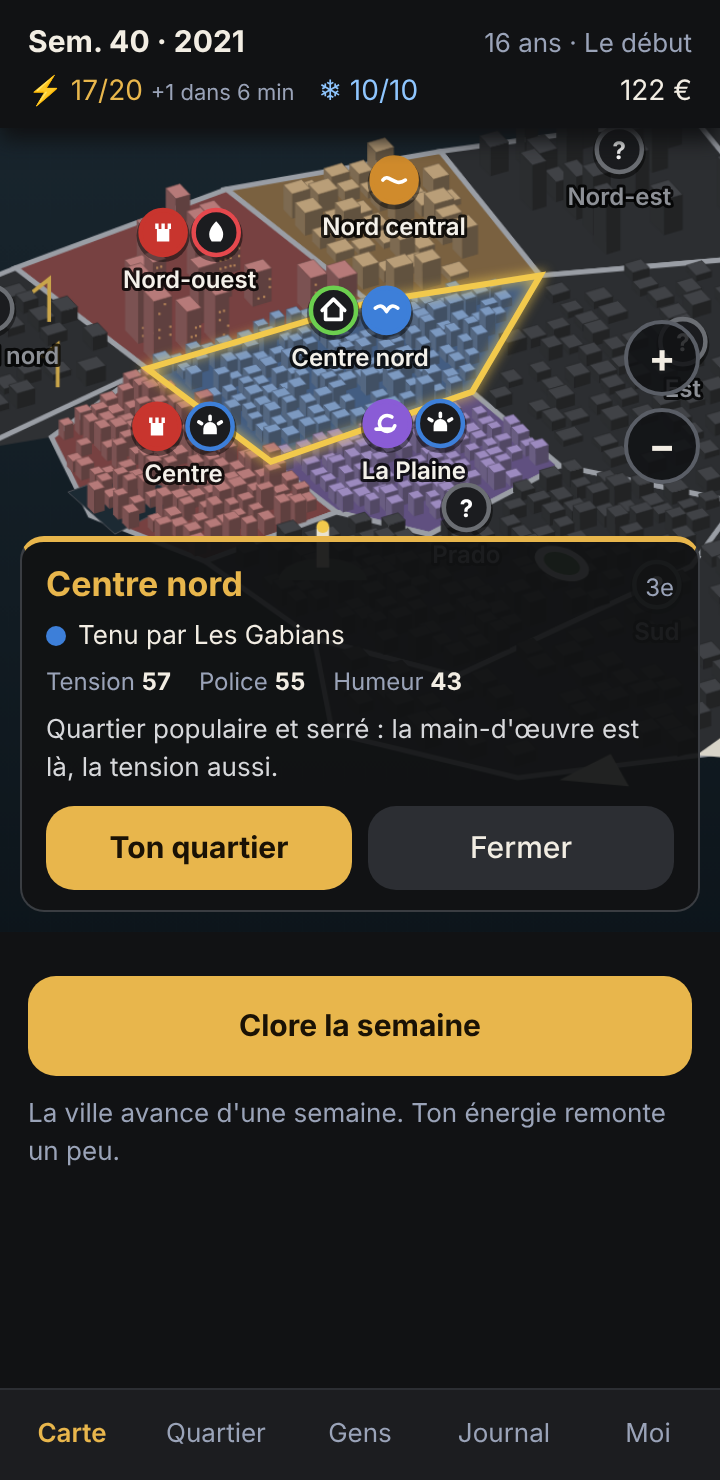 Sem. 40 · 2021
16 ans · Le début
⚡ 17/20 +1 dans 6 min ❄ 10/10
122 €
?
Nord-est
Nord central
Nord-ouest
nord
Centre nord
?
Est
+
−
Centre
La Plaine
?
Prado
Sud
Centre nord
3e
Tenu par Les Gabians
Tension 57 Police 55 Humeur 43
Quartier populaire et serré : la main-d'œuvre est
là, la tension aussi.
Ton quartier
Fermer
Clore la semaine
La ville avance d'une semaine. Ton énergie remonte
un peu.
Carte
Quartier
Gens
Journal
Moi